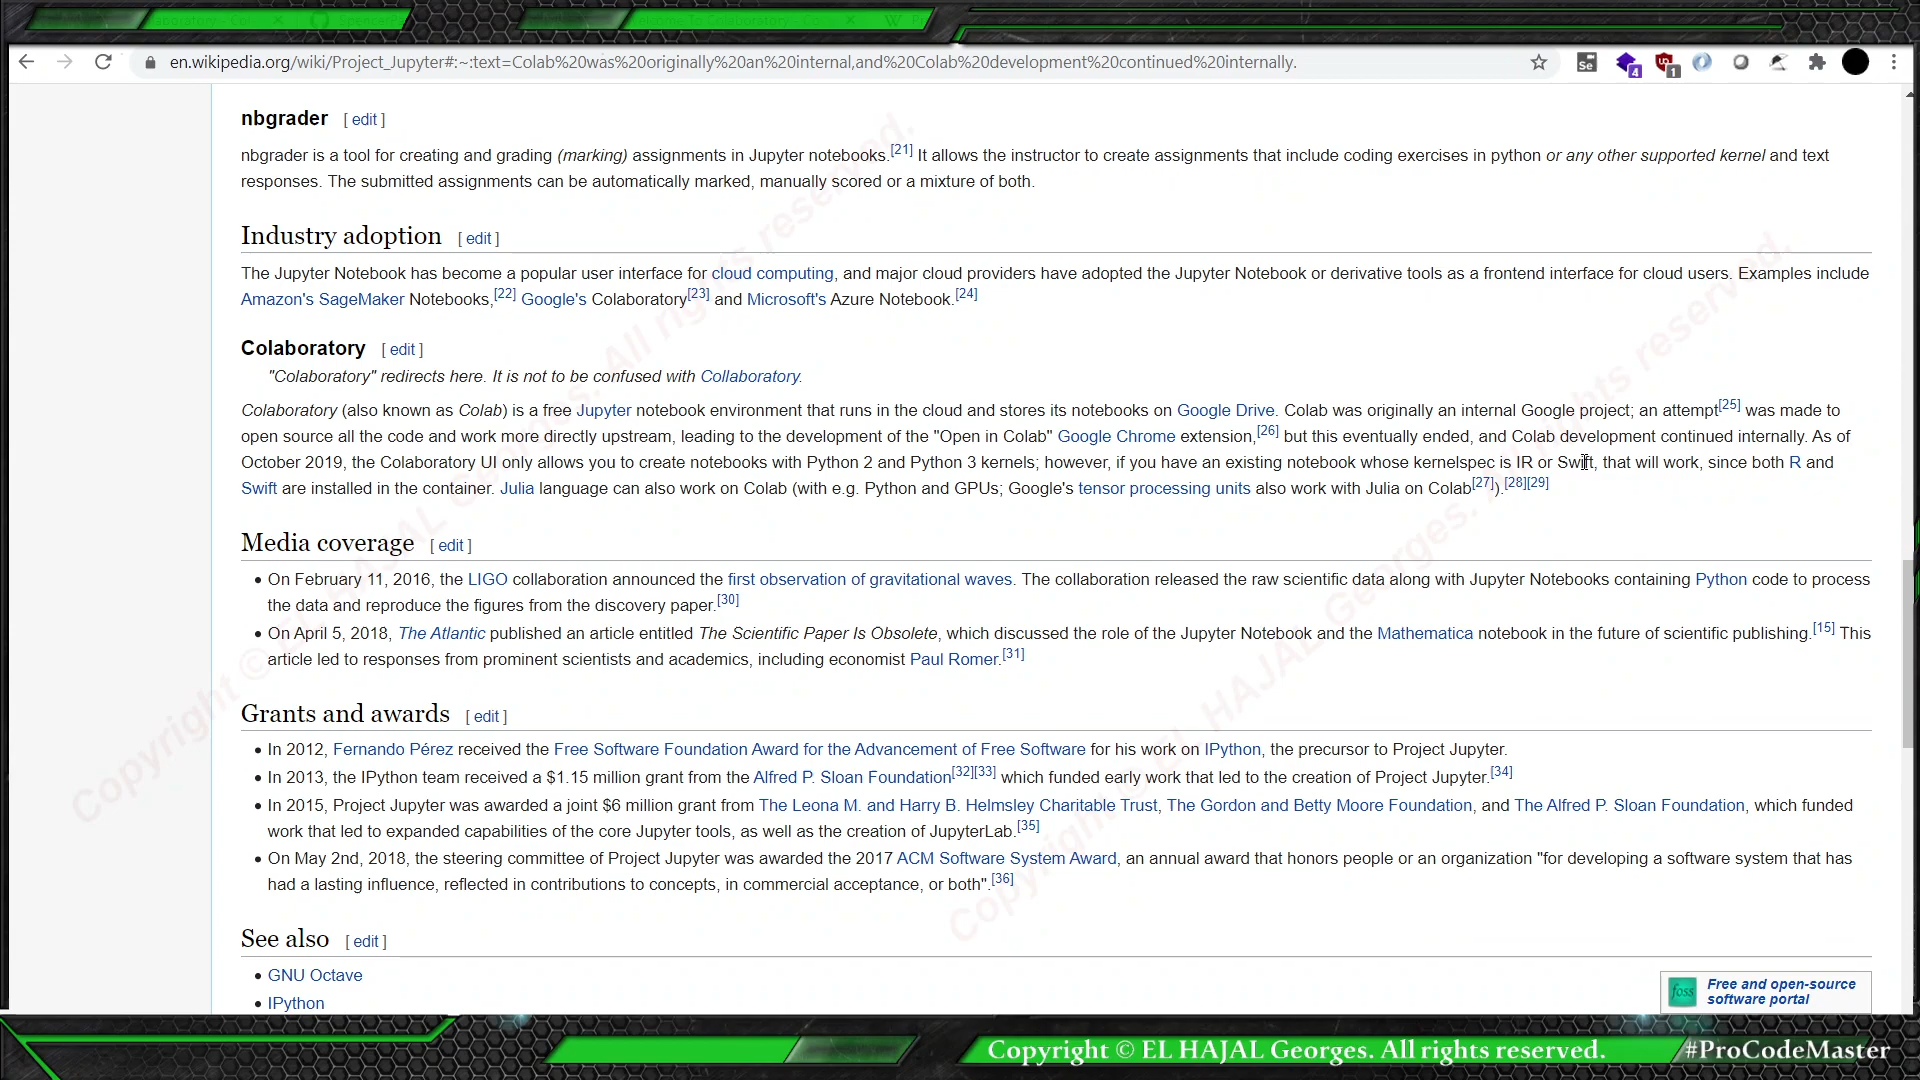 en.wikipedia.org/wiki/Project_Jupyter#:~:text=Colab%20was%20originally%20an%20internal,and%20Colab%20development%20continued%20internally.
nbgrader [ edit ]
nbgrader is a tool for creating and grading (marking) assignments in Jupyter notebooks.[21] It allows the instructor to create assignments that include coding exercises in python or any other supported kernel and text
responses. The submitted assignments can be automatically marked, manually scored or a mixture of both.
Industry adoption [ edit ]
The Jupyter Notebook has become a popular user interface for cloud computing, and major cloud providers have adopted the Jupyter Notebook or derivative tools as a frontend interface for cloud users. Examples include
Amazon's SageMaker Notebooks,[22] Google's Colaboratory[23] and Microsoft's Azure Notebook.[24]
Colaboratory [ edit ]
"Colaboratory" redirects here. It is not to be confused with Collaboratory.
Colaboratory (also known as Colab) is a free Jupyter notebook environment that runs in the cloud and stores its notebooks on Google Drive. Colab was originally an internal Google project; an attempt[25] was made to
open source all the code and work more directly upstream, leading to the development of the "Open in Colab" Google Chrome extension,[26] but this eventually ended, and Colab development continued internally. As of
October 2019, the Colaboratory UI only allows you to create notebooks with Python 2 and Python 3 kernels; however, if you have an existing notebook whose kernelspec is IR or Swift, that will work, since both R and
Swift are installed in the container. Julia language can also work on Colab (with e.g. Python and GPUs; Google's tensor processing units also work with Julia on Colab[27]).[28][29]
Media coverage [ edit ]
• On February 11, 2016, the LIGO collaboration announced the first observation of gravitational waves. The collaboration released the raw scientific data along with Jupyter Notebooks containing Python code to process
the data and reproduce the figures from the discovery paper.[30]
• On April 5, 2018, The Atlantic published an article entitled The Scientific Paper Is Obsolete, which discussed the role of the Jupyter Notebook and the Mathematica notebook in the future of scientific publishing.[15] This
article led to responses from prominent scientists and academics, including economist Paul Romer.[31]
Grants and awards [ edit ]
• In 2012, Fernando Pérez received the Free Software Foundation Award for the Advancement of Free Software for his work on IPython, the precursor to Project Jupyter.
• In 2013, the IPython team received a $1.15 million grant from the Alfred P. Sloan Foundation[32][33] which funded early work that led to the creation of Project Jupyter.[34]
• In 2015, Project Jupyter was awarded a joint $6 million grant from The Leona M. and Harry B. Helmsley Charitable Trust, The Gordon and Betty Moore Foundation, and The Alfred P. Sloan Foundation, which funded
work that led to expanded capabilities of the core Jupyter tools, as well as the creation of JupyterLab.[35]
• On May 2nd, 2018, the steering committee of Project Jupyter was awarded the 2017 ACM Software System Award, an annual award that honors people or an organization "for developing a software system that has
had a lasting influence, reflected in contributions to concepts, in commercial acceptance, or both".[36]
See also [ edit ]
• GNU Octave
• IPython
foss
Free and open-source
software portal
Copyright © EL HAJAL Georges. All rights reserved.
Copyright © EL HAJAL Georges. All rights reserved.
Copyright © EL HAJAL Georges. All rights reserved.
#ProCodeMaster